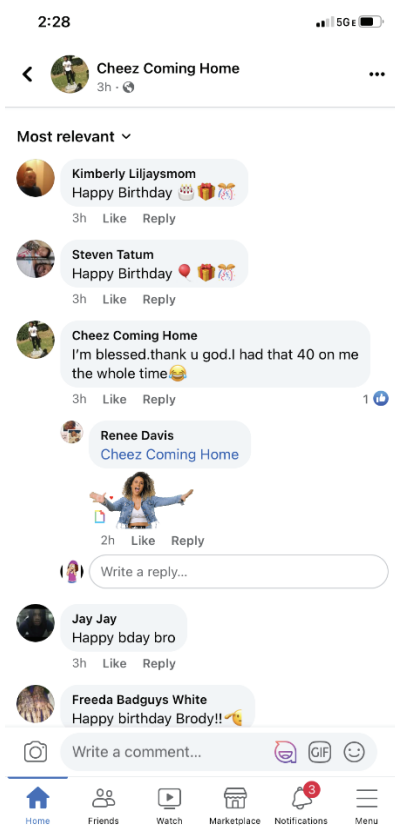 2:28
5GE
Cheez Coming Home
3h ·
Most relevant
Kimberly Liljaysmom
Happy Birthday 🎂🎁🎊
3h Like Reply
Steven Tatum
Happy Birthday 🎈🎁🎊
3h Like Reply
Cheez Coming Home
I'm blessed.thank u god.I had that 40 on me
the whole time😂
3h Like Reply 1
Renee Davis
Cheez Coming Home
2h Like Reply
Write a reply...
Jay Jay
Happy bday bro
3h Like Reply
Freeda Badguys White
Happy birthday Brody!!🫡
Write a comment...
GIF
3
Home Friends Watch Marketplace Notifications Menu